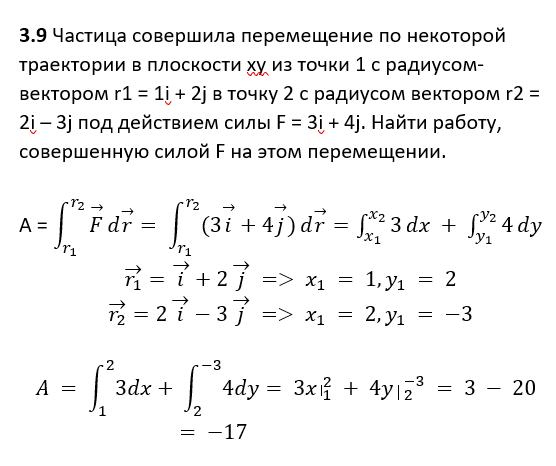 3.9 Частица совершила перемещение по некоторой
траектории в плоскости xy из точки 1 с радиусом-
вектором r1 = 1i + 2j в точку 2 с радиусом вектором r2 =
2i – 3j под действием силы F = 3i + 4j. Найти работу,
совершенную силой F на этом перемещении.
A = ∫_{r₁}^{r₂} F⃗ dr⃗ = ∫_{r₁}^{r₂} (3i⃗ + 4j⃗) dr⃗ = ∫_{x₁}^{x₂} 3 dx + ∫_{y₁}^{y₂} 4 dy
r₁⃗ = i⃗ + 2 j⃗ => x₁ = 1, y₁ = 2
r₂⃗ = 2 i⃗ − 3 j⃗ => x₁ = 2, y₁ = −3
A = ∫_{1}^{2} 3dx + ∫_{2}^{−3} 4dy = 3x|₁² + 4y|₂⁻³ = 3 − 20
= −17